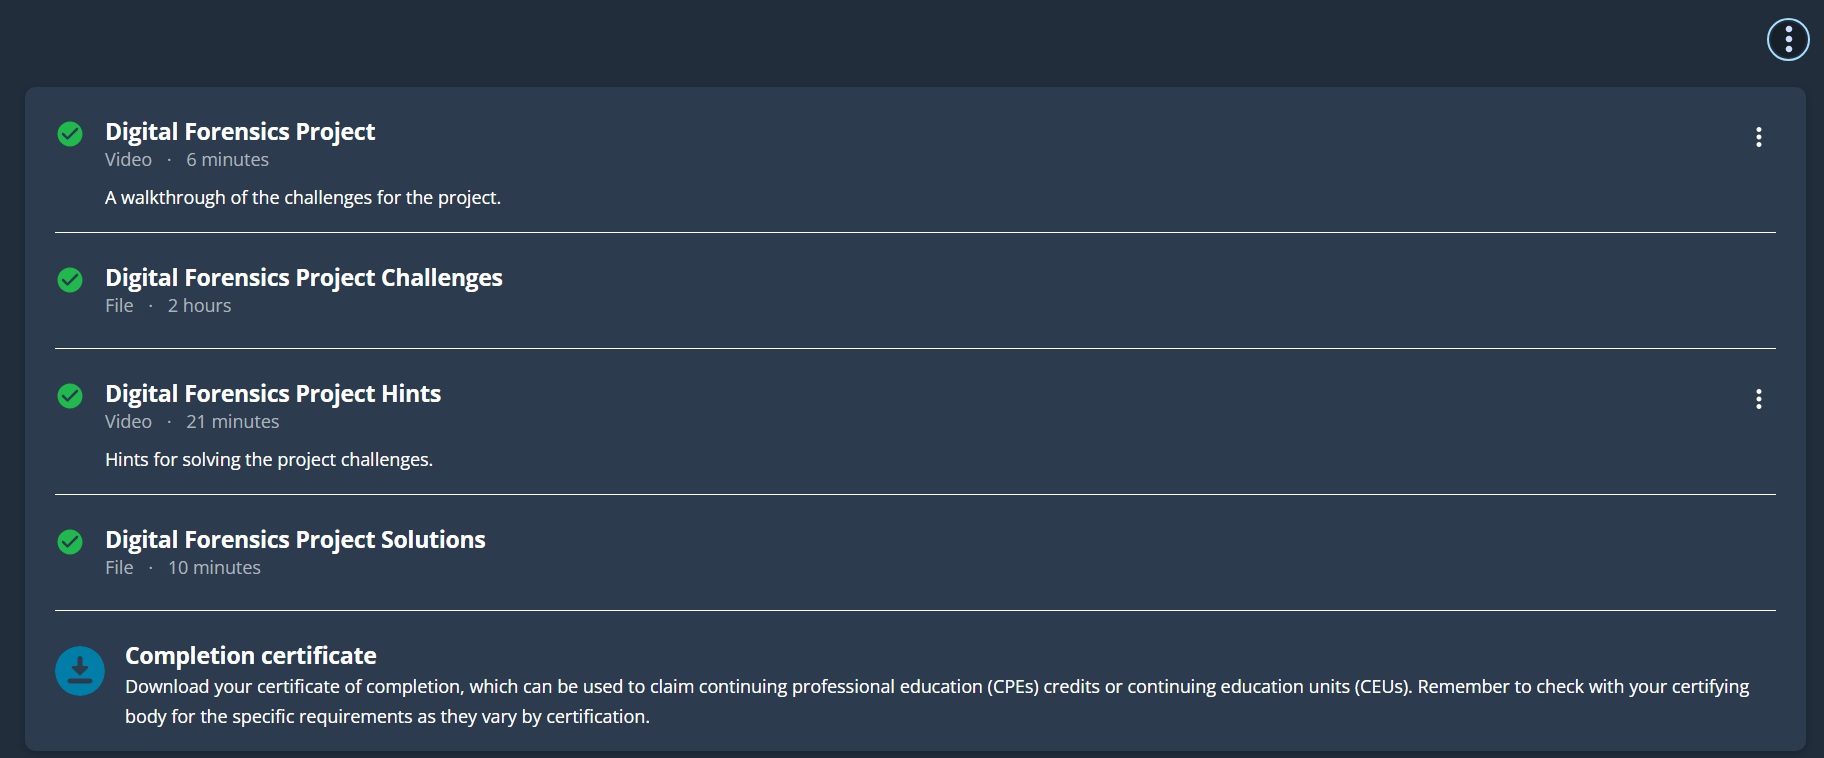 Digital Forensics Project
Video · 6 minutes
A walkthrough of the challenges for the project.
Digital Forensics Project Challenges
File · 2 hours
Digital Forensics Project Hints
Video · 21 minutes
Hints for solving the project challenges.
Digital Forensics Project Solutions
File · 10 minutes
Completion certificate
Download your certificate of completion, which can be used to claim continuing professional education (CPEs) credits or continuing education units (CEUs). Remember to check with your certifying
body for the specific requirements as they vary by certification.